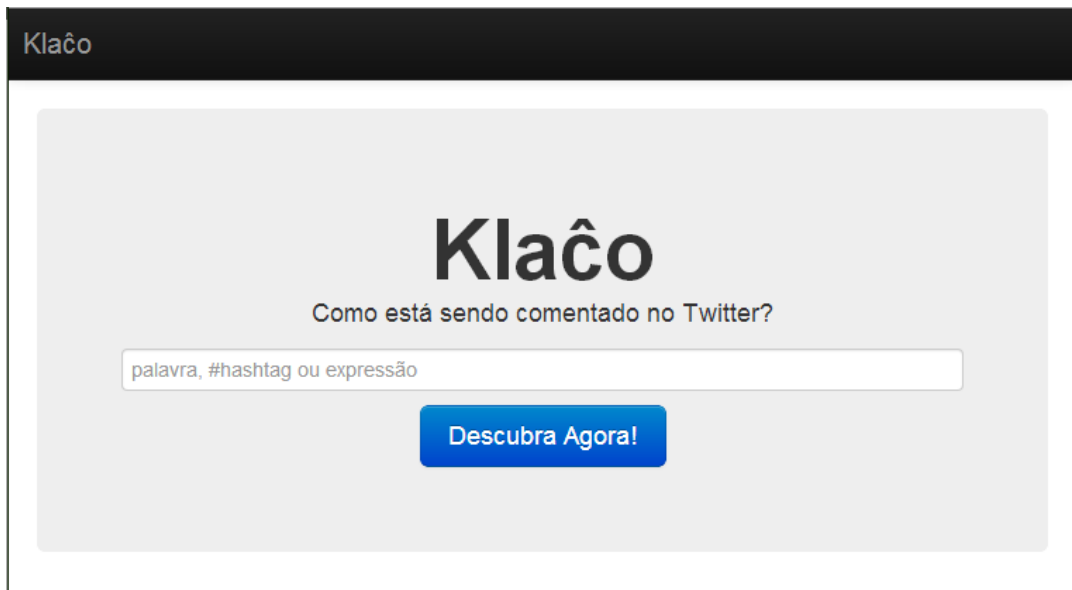 Klaĉo
Klaĉo
Como está sendo comentado no Twitter?
palavra, #hashtag ou expressão
Descubra Agora!